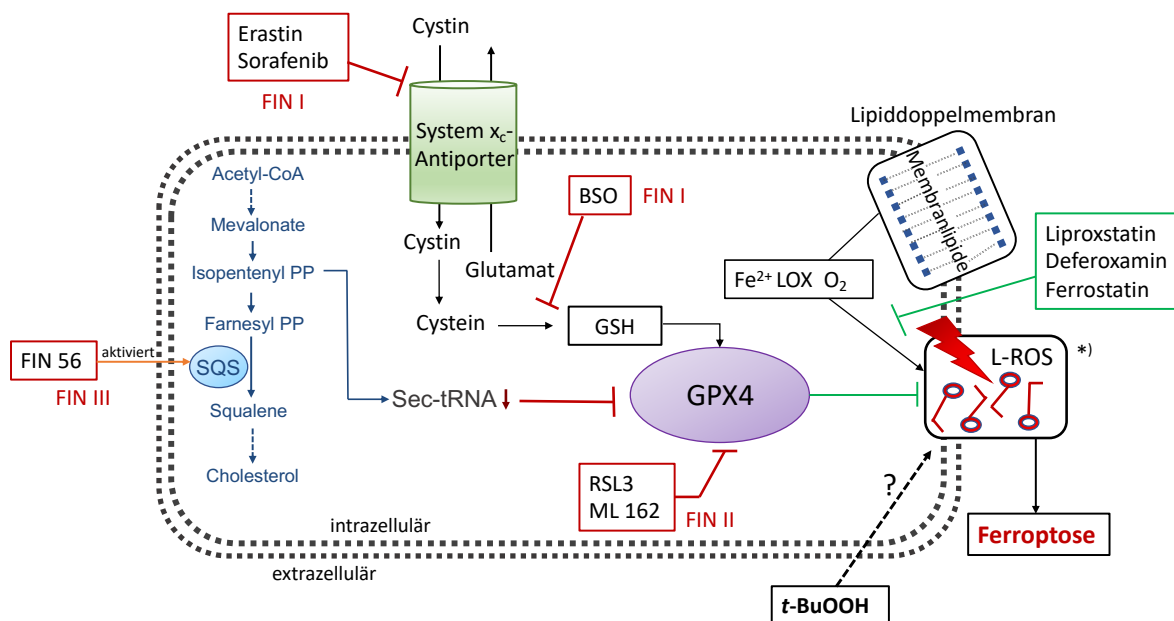 Erastin
Sorafenib
FIN I
Cystin
System xc-
Antiporter
Lipiddoppelmembran
Membranlipide
Acetyl-CoA
Mevalonate
Isopentenyl PP
Farnesyl PP
SQS
Squalene
Cholesterol
FIN 56
aktiviert
FIN III
Cystin
Glutamat
Cystein
BSO
FIN I
GSH
Fe²⁺ LOX O₂
Liproxstatin
Deferoxamin
Ferrostatin
L-ROS
*)
Sec-tRNA
GPX4
RSL3
ML 162
FIN II
?
intrazellulär
extrazellulär
Ferroptose
t-BuOOH